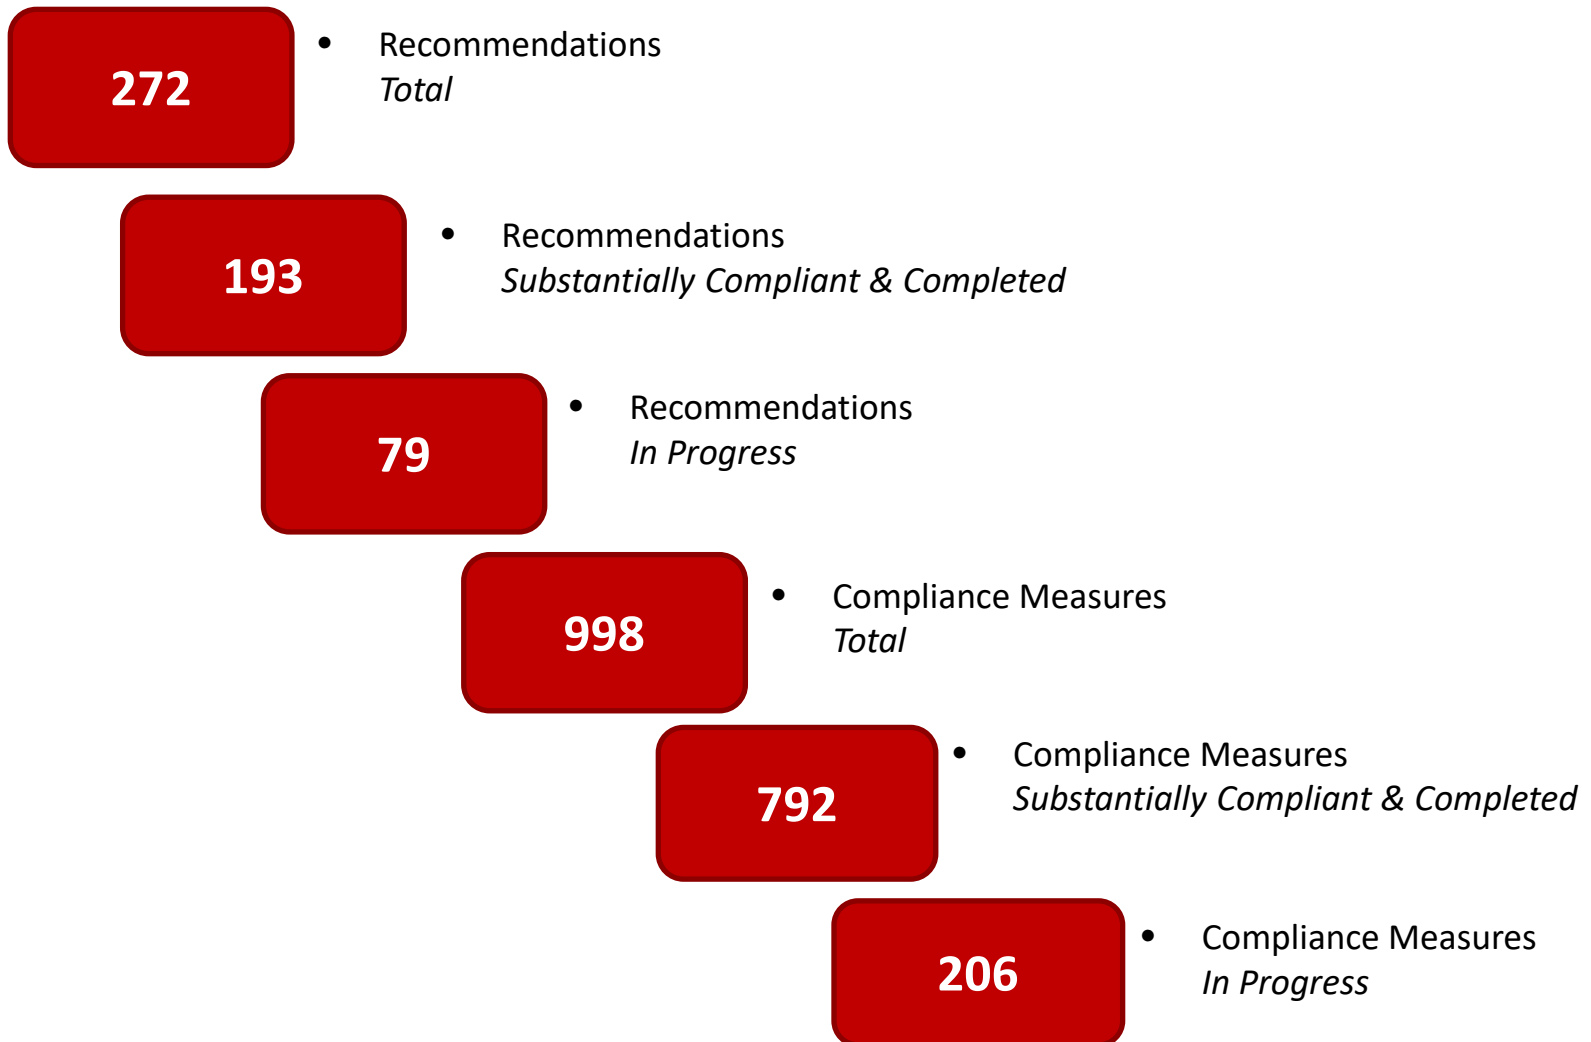 272
• Recommendations
Total
193
• Recommendations
Substantially Compliant & Completed
79
• Recommendations
In Progress
998
• Compliance Measures
Total
792
• Compliance Measures
Substantially Compliant & Completed
206
• Compliance Measures
In Progress